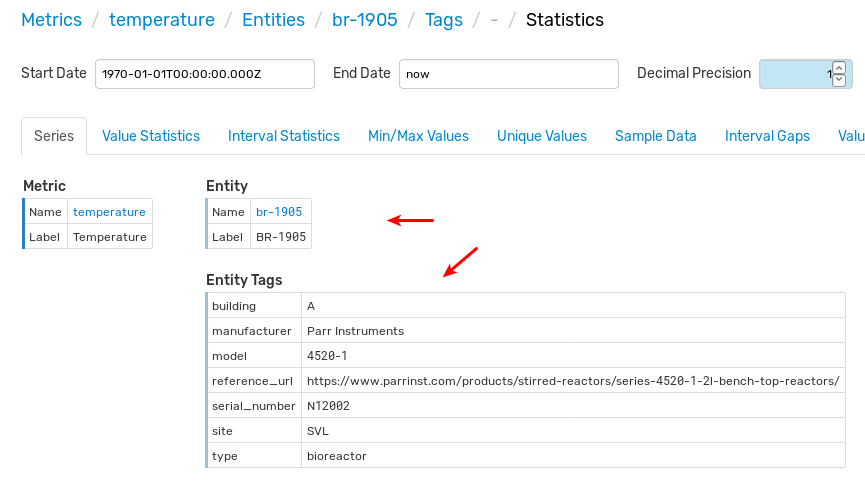 Metrics / temperature / Entities / br-1905 / Tags / - / Statistics
Start Date 1970-01-01T00:00:00.000Z End Date now Decimal Precision 1
Series Value Statistics Interval Statistics Min/Max Values Unique Values Sample Data Interval Gaps Valu
Metric Entity
Name temperature Name br-1905
Label Temperature Label BR-1905
Entity Tags
building A
manufacturer Parr Instruments
model 4520-1
reference_url https://www.parrinst.com/products/stirred-reactors/series-4520-1-2l-bench-top-reactors/
serial_number N12002
site SVL
type bioreactor